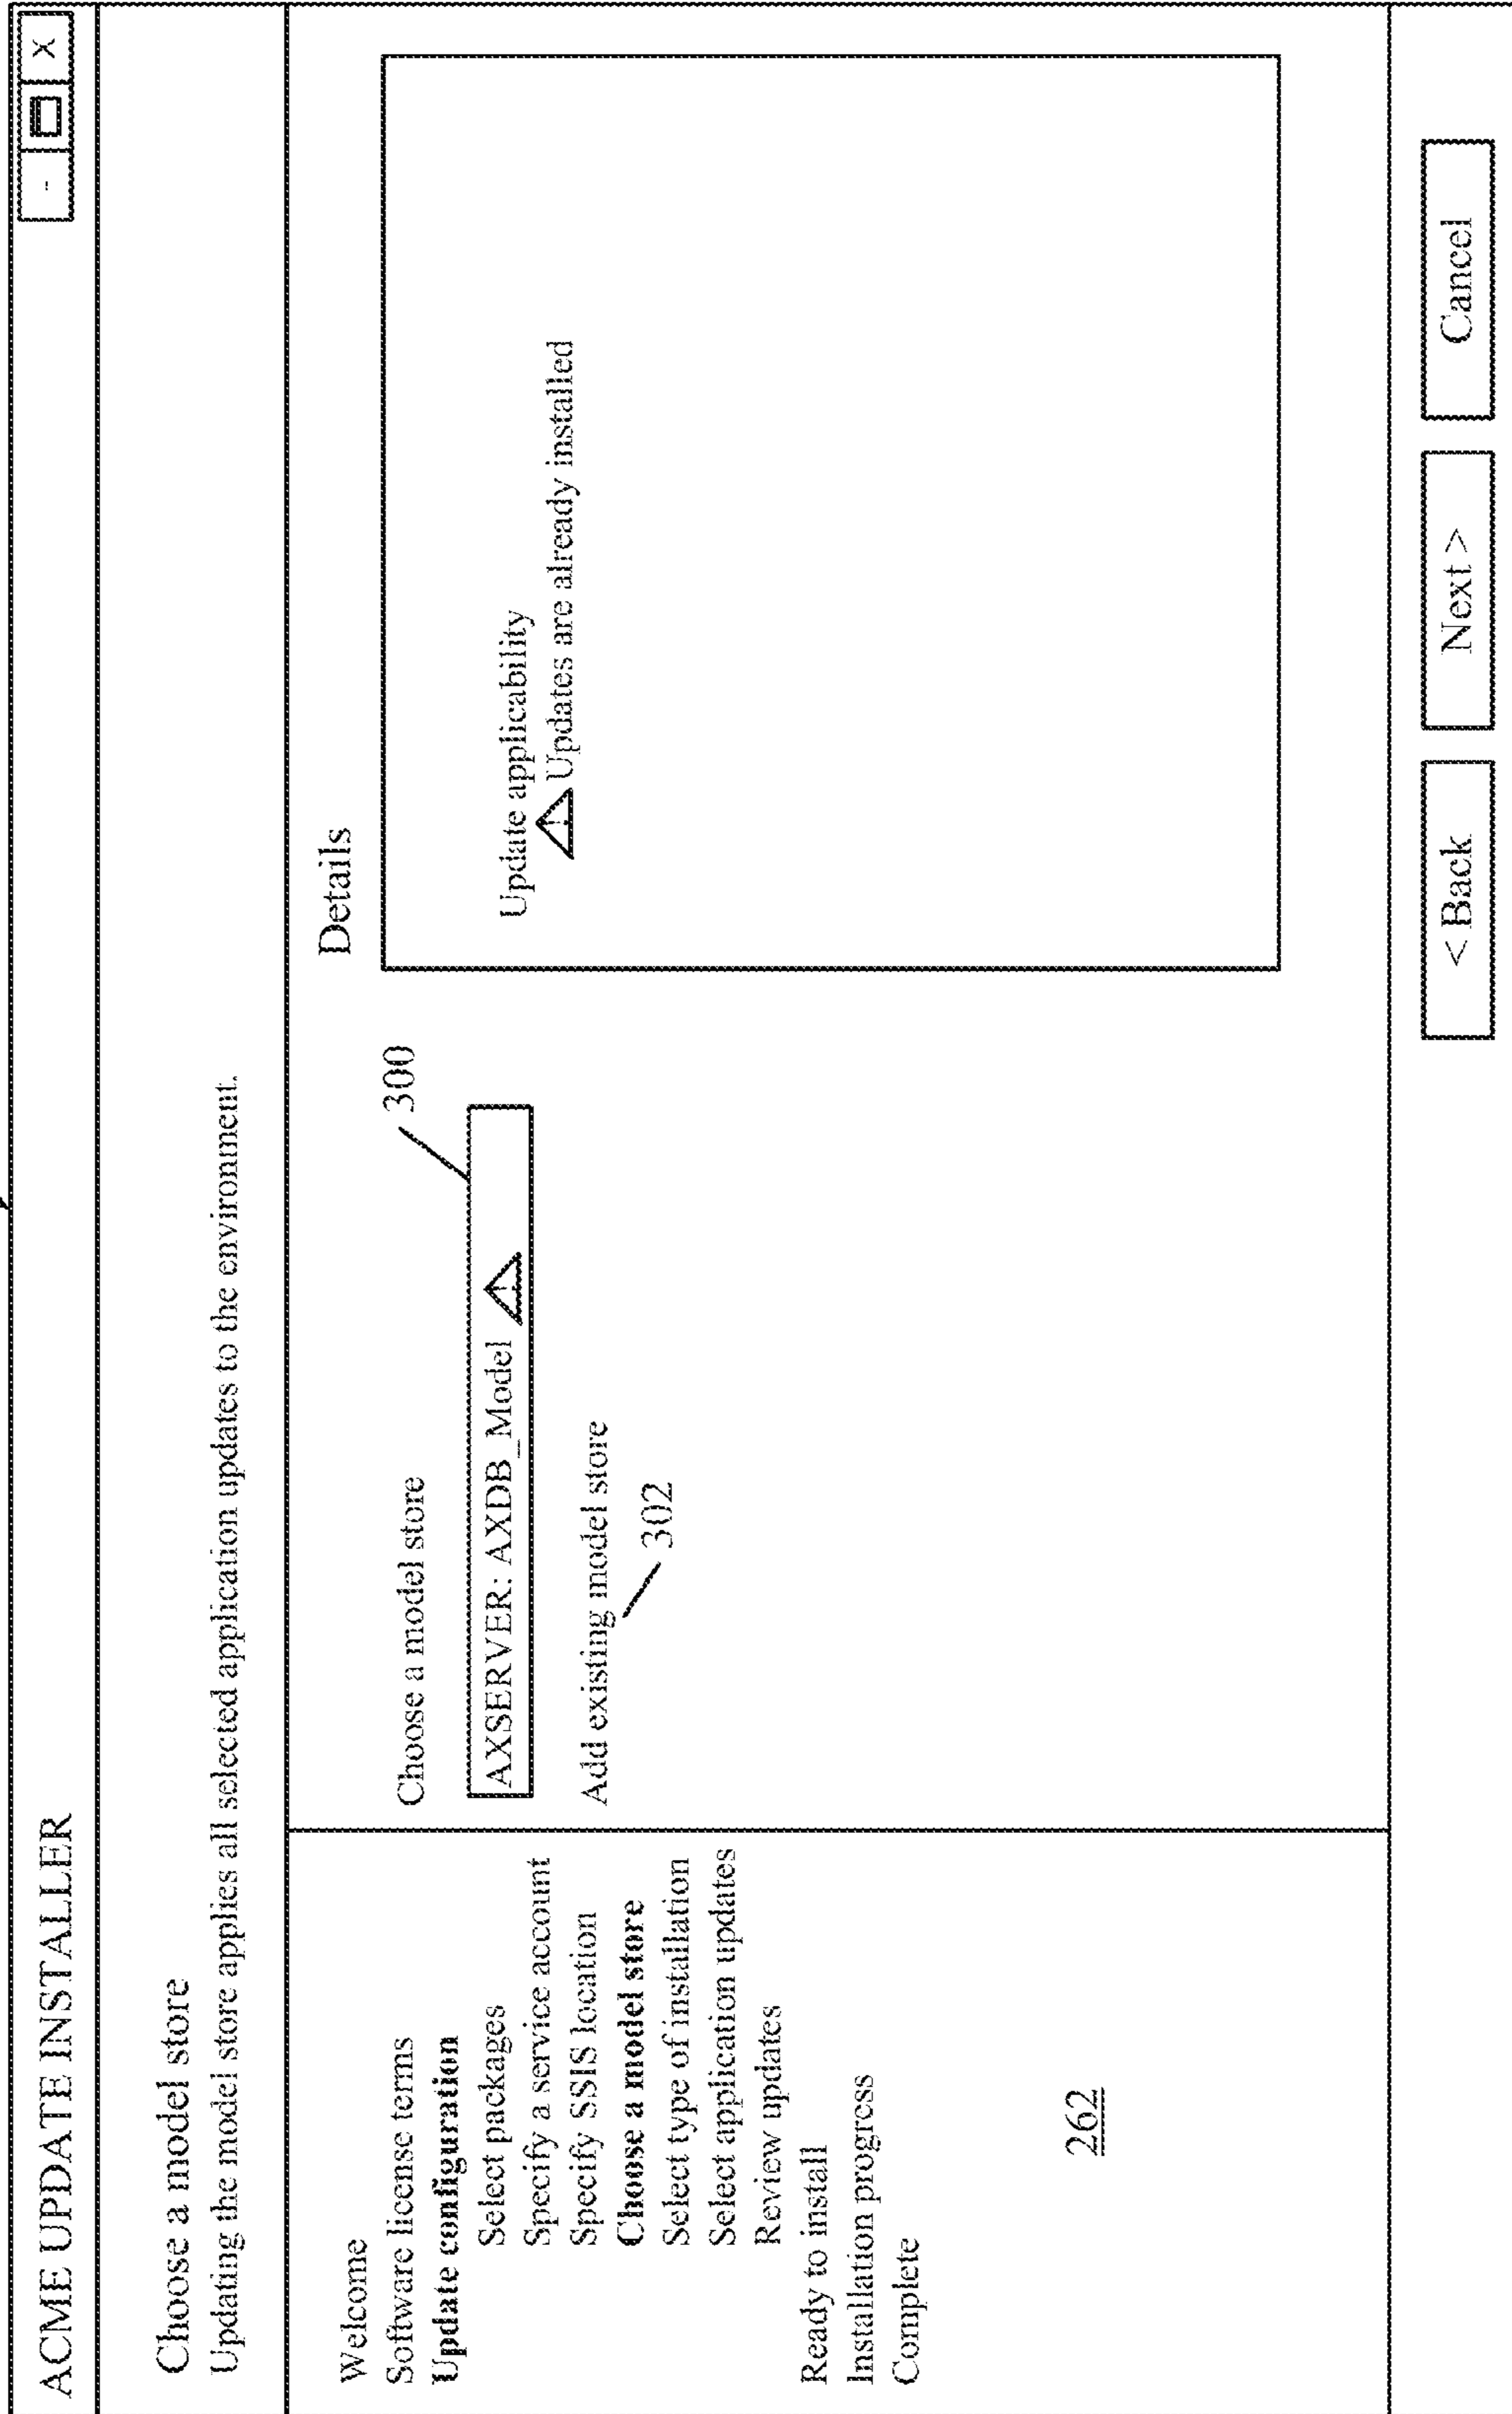 ACME UPDATE INSTALLER
- X
Choose a model store
Updating the model store applies all selected application updates to the environment.
Welcome
Software license terms
Update configuration
Select packages
Specify a service account
Specify SSIS location
Choose a model store
Select type of installation
Select application updates
Review updates
Ready to install
Installation progress
Complete
262
Choose a model store
300
AXSERVER: AXDB_Model !
Add existing model store
302
Details
Update applicability
! Updates are already installed
< Back
Next >
Cancel